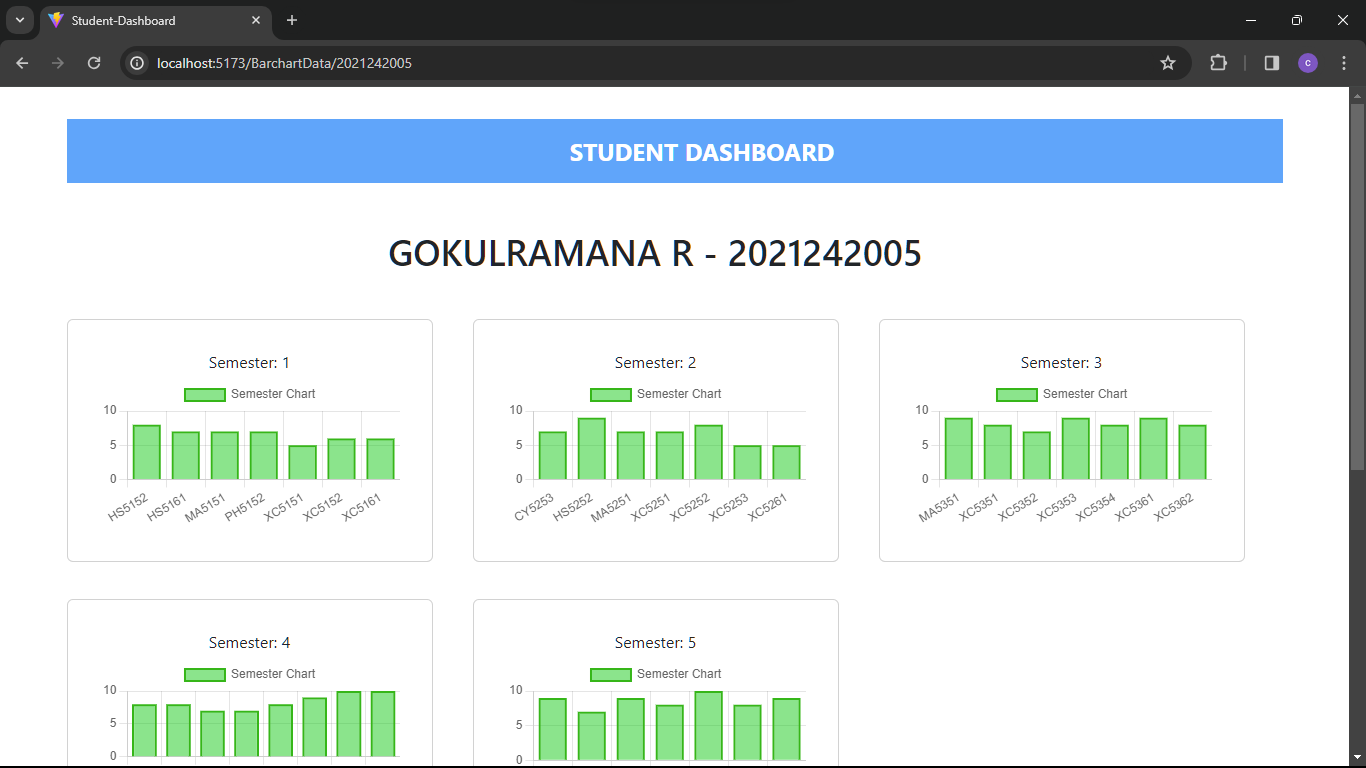 Student-Dashboard
localhost:5173/BarchartData/2021242005
c
STUDENT DASHBOARD
GOKULRAMANA R - 2021242005
Semester: 1
Semester Chart
10
5
0
HS5152 HS5161 MA5151 PH5152 XC5151 XC5152 XC5161
Semester: 2
Semester Chart
10
5
0
CY5253 HS5252 MA5251 XC5251 XC5252 XC5253 XC5261
Semester: 3
Semester Chart
10
5
0
MA5351 XC5351 XC5352 XC5353 XC5354 XC5361 XC5362
Semester: 4
Semester Chart
10
5
0
Semester: 5
Semester Chart
10
5
0